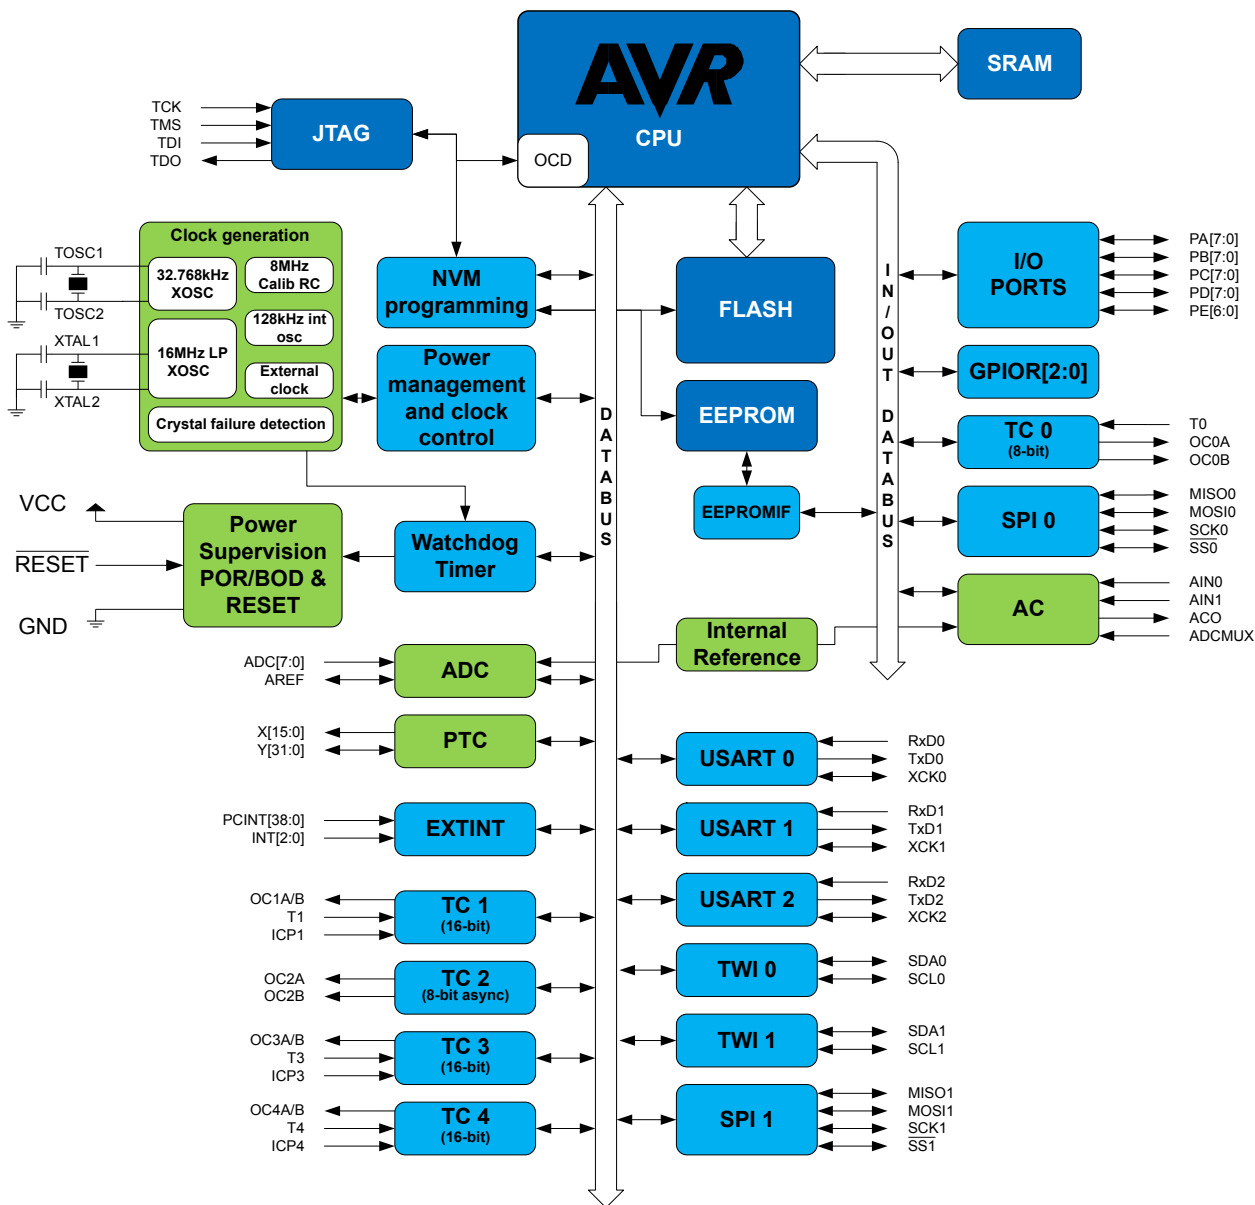 AVR
CPU
OCD
SRAM
TCK
TMS
TDI
TDO
JTAG
Clock generation
TOSC1
TOSC2
XTAL1
XTAL2
32.768kHz
XOSC
8MHz
Calib RC
128kHz int
osc
16MHz LP
XOSC
External
clock
Crystal failure detection
NVM
programming
Power
management
and clock
control
FLASH
EEPROM
EEPROMIF
IN/OUT DATABUS
DATABUS
I/O
PORTS
PA[7:0]
PB[7:0]
PC[7:0]
PD[7:0]
PE[6:0]
GPIOR[2:0]
TC 0
(8-bit)
T0
OC0A
OC0B
SPI 0
MISO0
MOSI0
SCK0
SS0
AC
AIN0
AIN1
ACO
ADCMUX
VCC
RESET
GND
Power
Supervision
POR/BOD &
RESET
Watchdog
Timer
Internal
Reference
ADC[7:0]
AREF
ADC
X[15:0]
Y[31:0]
PTC
PCINT[38:0]
INT[2:0]
EXTINT
OC1A/B
T1
ICP1
TC 1
(16-bit)
OC2A
OC2B
TC 2
(8-bit async)
OC3A/B
T3
ICP3
TC 3
(16-bit)
OC4A/B
T4
ICP4
TC 4
(16-bit)
USART 0
RxD0
TxD0
XCK0
USART 1
RxD1
TxD1
XCK1
USART 2
RxD2
TxD2
XCK2
TWI 0
SDA0
SCL0
TWI 1
SDA1
SCL1
SPI 1
MISO1
MOSI1
SCK1
SS1